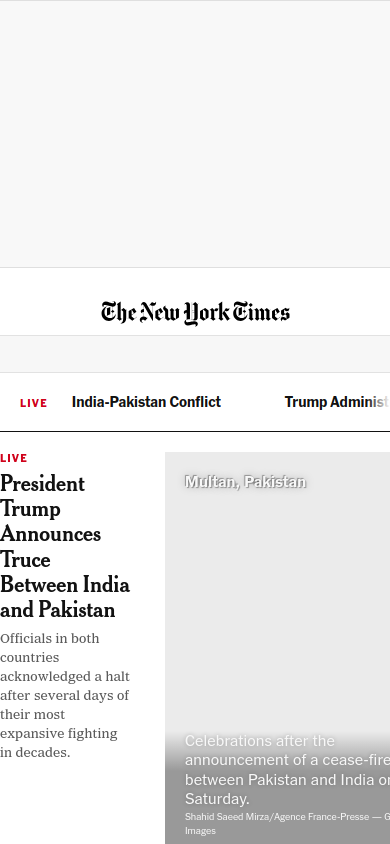 The New York Times
LIVE
India-Pakistan Conflict
Trump Administ
LIVE
President
Trump
Announces
Truce
Between India
and Pakistan
Officials in both
countries
acknowledged a halt
after several days of
their most
expansive fighting
in decades.
Multan, Pakistan
Celebrations after the
announcement of a cease-fire
between Pakistan and India on
Saturday.
Shahid Saeed Mirza/Agence France-Presse — G
Images